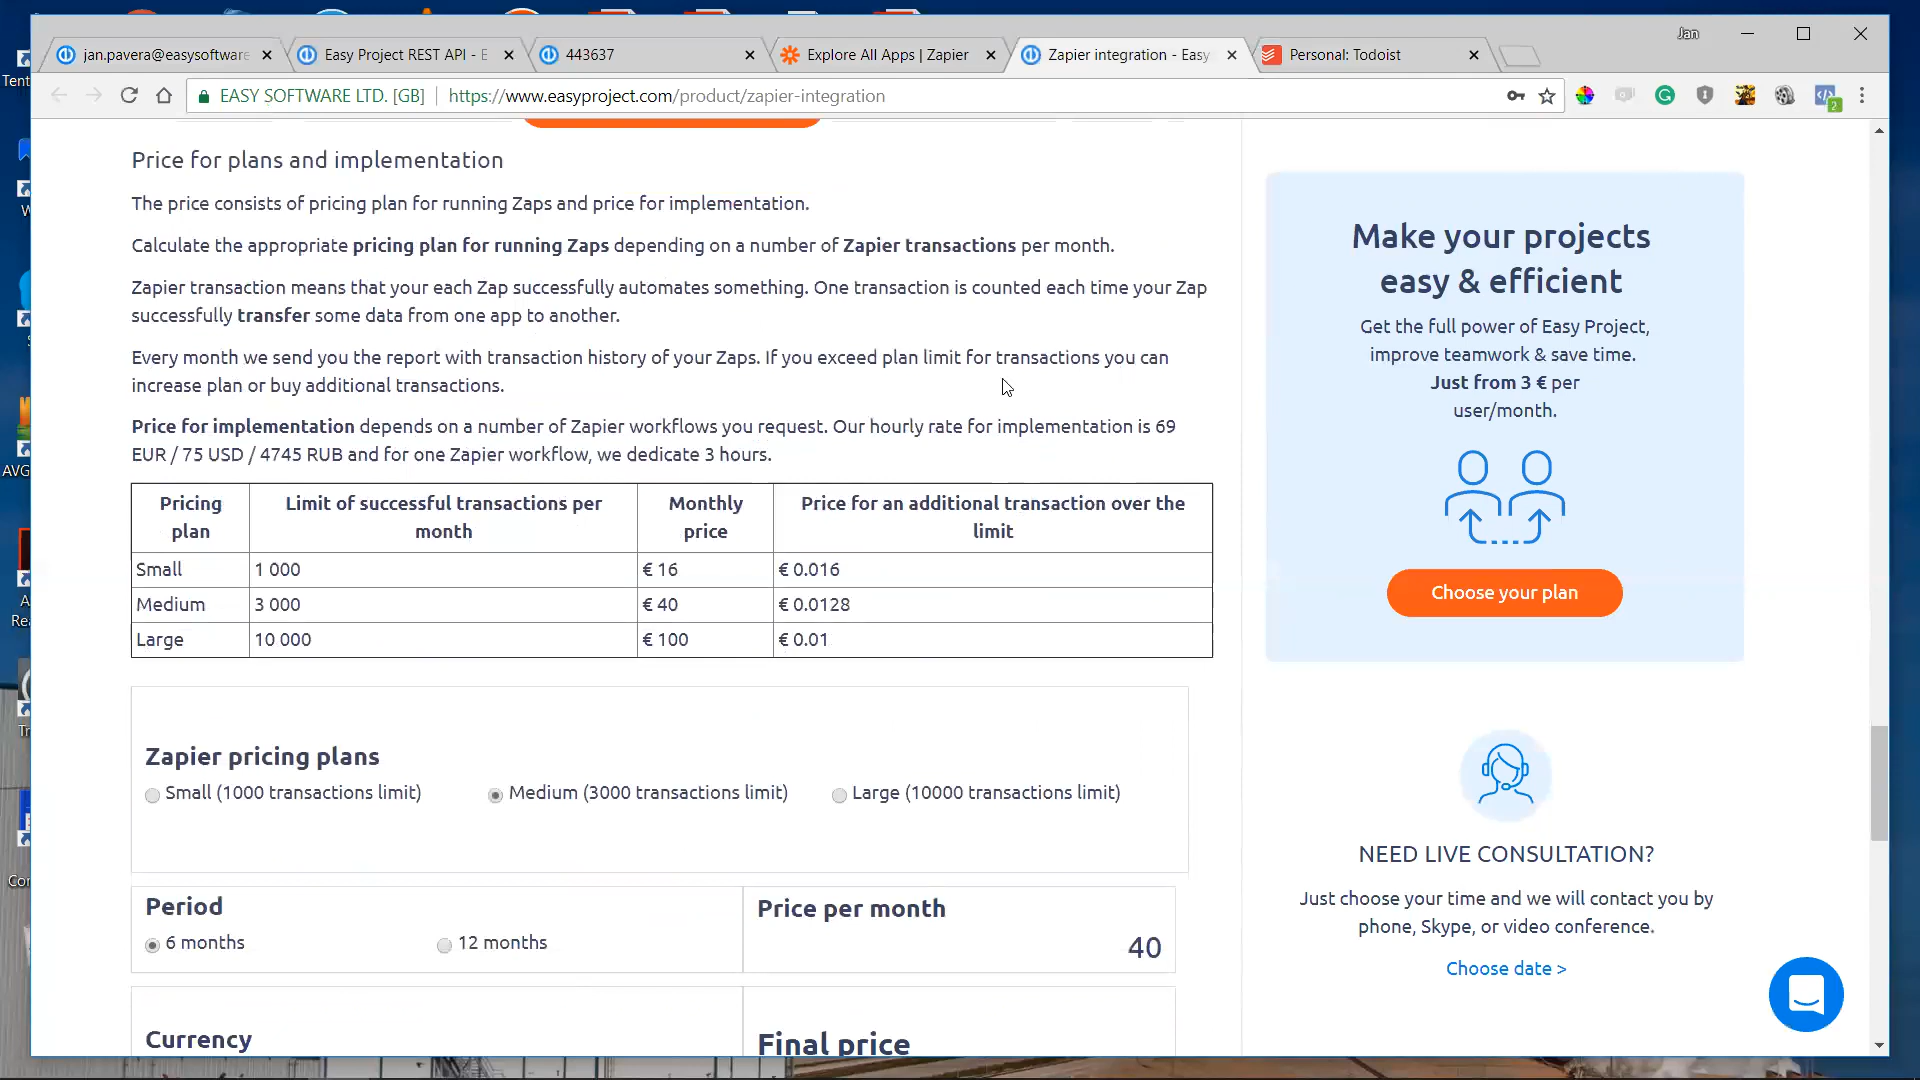 Jan
jan.pavera@easysoftware
Easy Project REST API - E
443637
Explore All Apps | Zapier
Zapier integration - Easy
Personal: Todoist
EASY SOFTWARE LTD. [GB]
https://www.easyproject.com/product/zapier-integration
2
Price for plans and implementation
The price consists of pricing plan for running Zaps and price for implementation.
Calculate the appropriate pricing plan for running Zaps depending on a number of Zapier transactions per month.
Zapier transaction means that your each Zap successfully automates something. One transaction is counted each time your Zap
successfully transfer some data from one app to another.
Every month we send you the report with transaction history of your Zaps. If you exceed plan limit for transactions you can
increase plan or buy additional transactions.
Price for implementation depends on a number of Zapier workflows you request. Our hourly rate for implementation is 69
EUR / 75 USD / 4745 RUB and for one Zapier workflow, we dedicate 3 hours.
Pricing plan
Limit of successful transactions per month
Monthly price
Price for an additional transaction over the limit
Small 1 000 € 16 € 0.016
Medium 3 000 € 40 € 0.0128
Large 10 000 € 100 € 0.01
Zapier pricing plans
Small (1000 transactions limit) Medium (3000 transactions limit) Large (10000 transactions limit)
Period
6 months 12 months
Price per month
40
Currency
Final price
Make your projects
easy & efficient
Get the full power of Easy Project,
improve teamwork & save time.
Just from 3 € per
user/month.
Choose your plan
NEED LIVE CONSULTATION?
Just choose your time and we will contact you by
phone, Skype, or video conference.
Choose date >
Tent
AVG
Rea
Tr
Cor